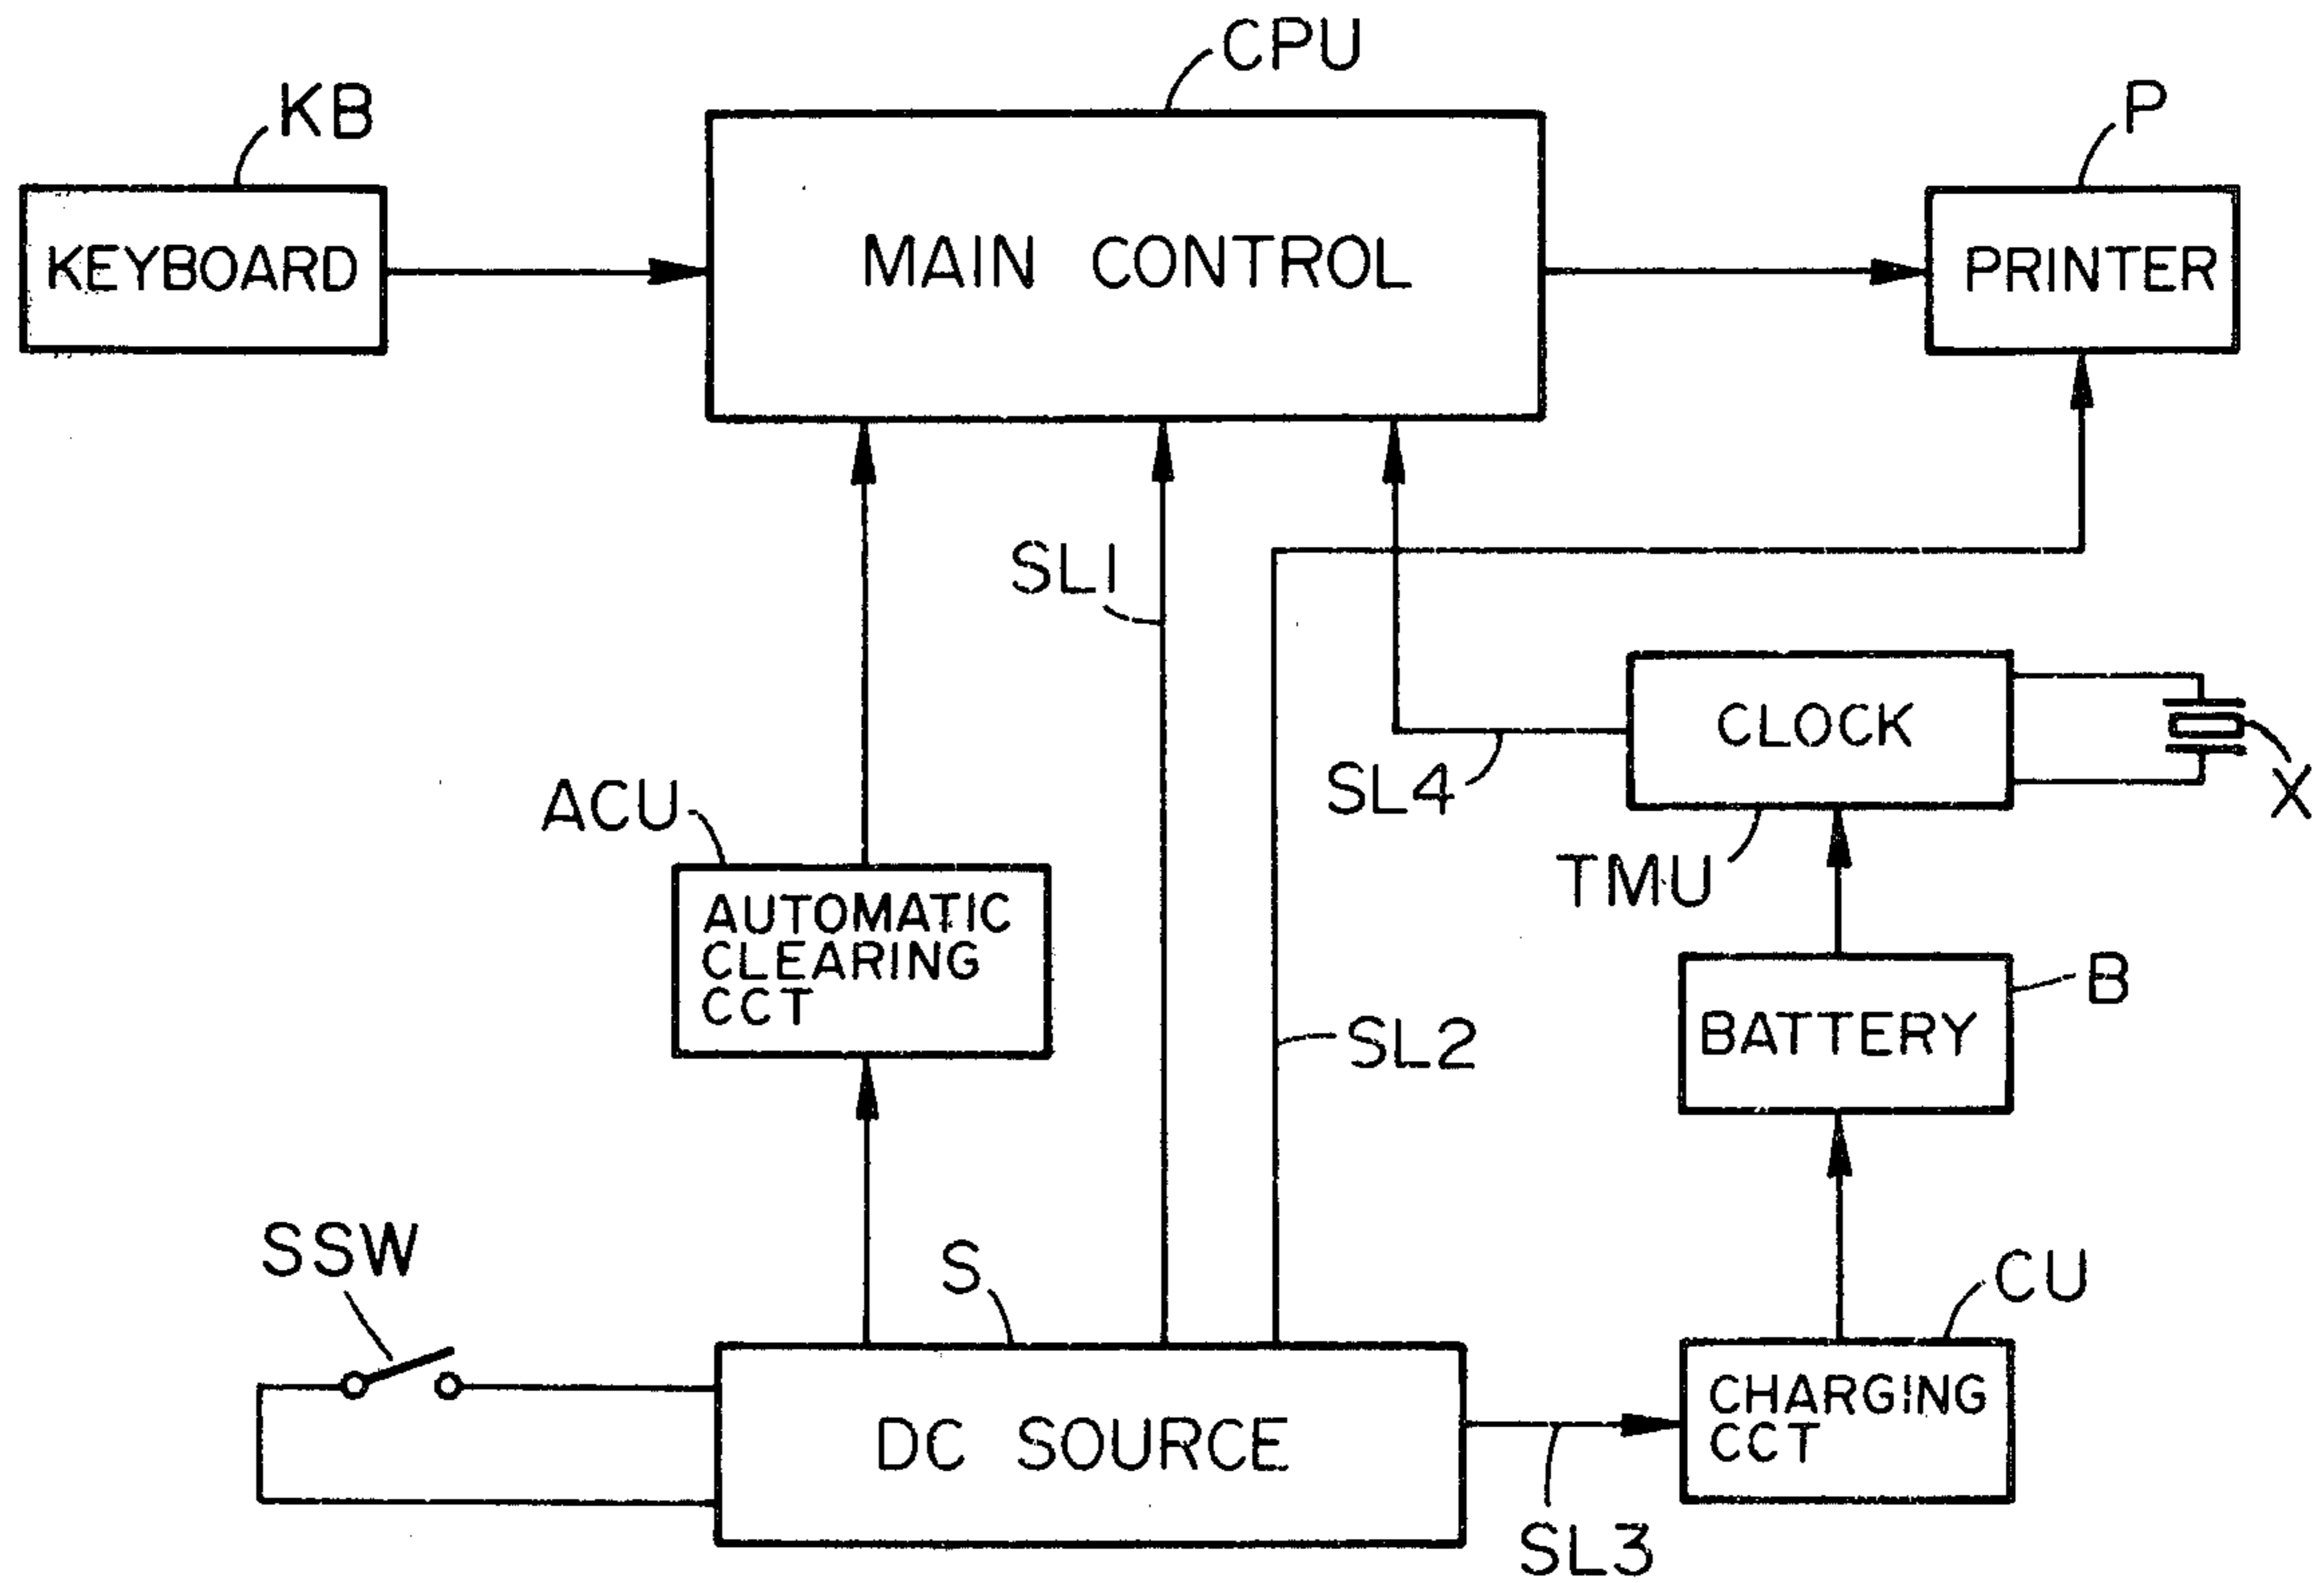 CPU
KB
P
KEYBOARD
MAIN CONTROL
PRINTER
SL1
CLOCK
SL4
X
ACU
TMU
AUTOMATIC
CLEARING
CCT
B
BATTERY
SL2
SSW
S
CU
CHARGING
CCT
DC SOURCE
SL3